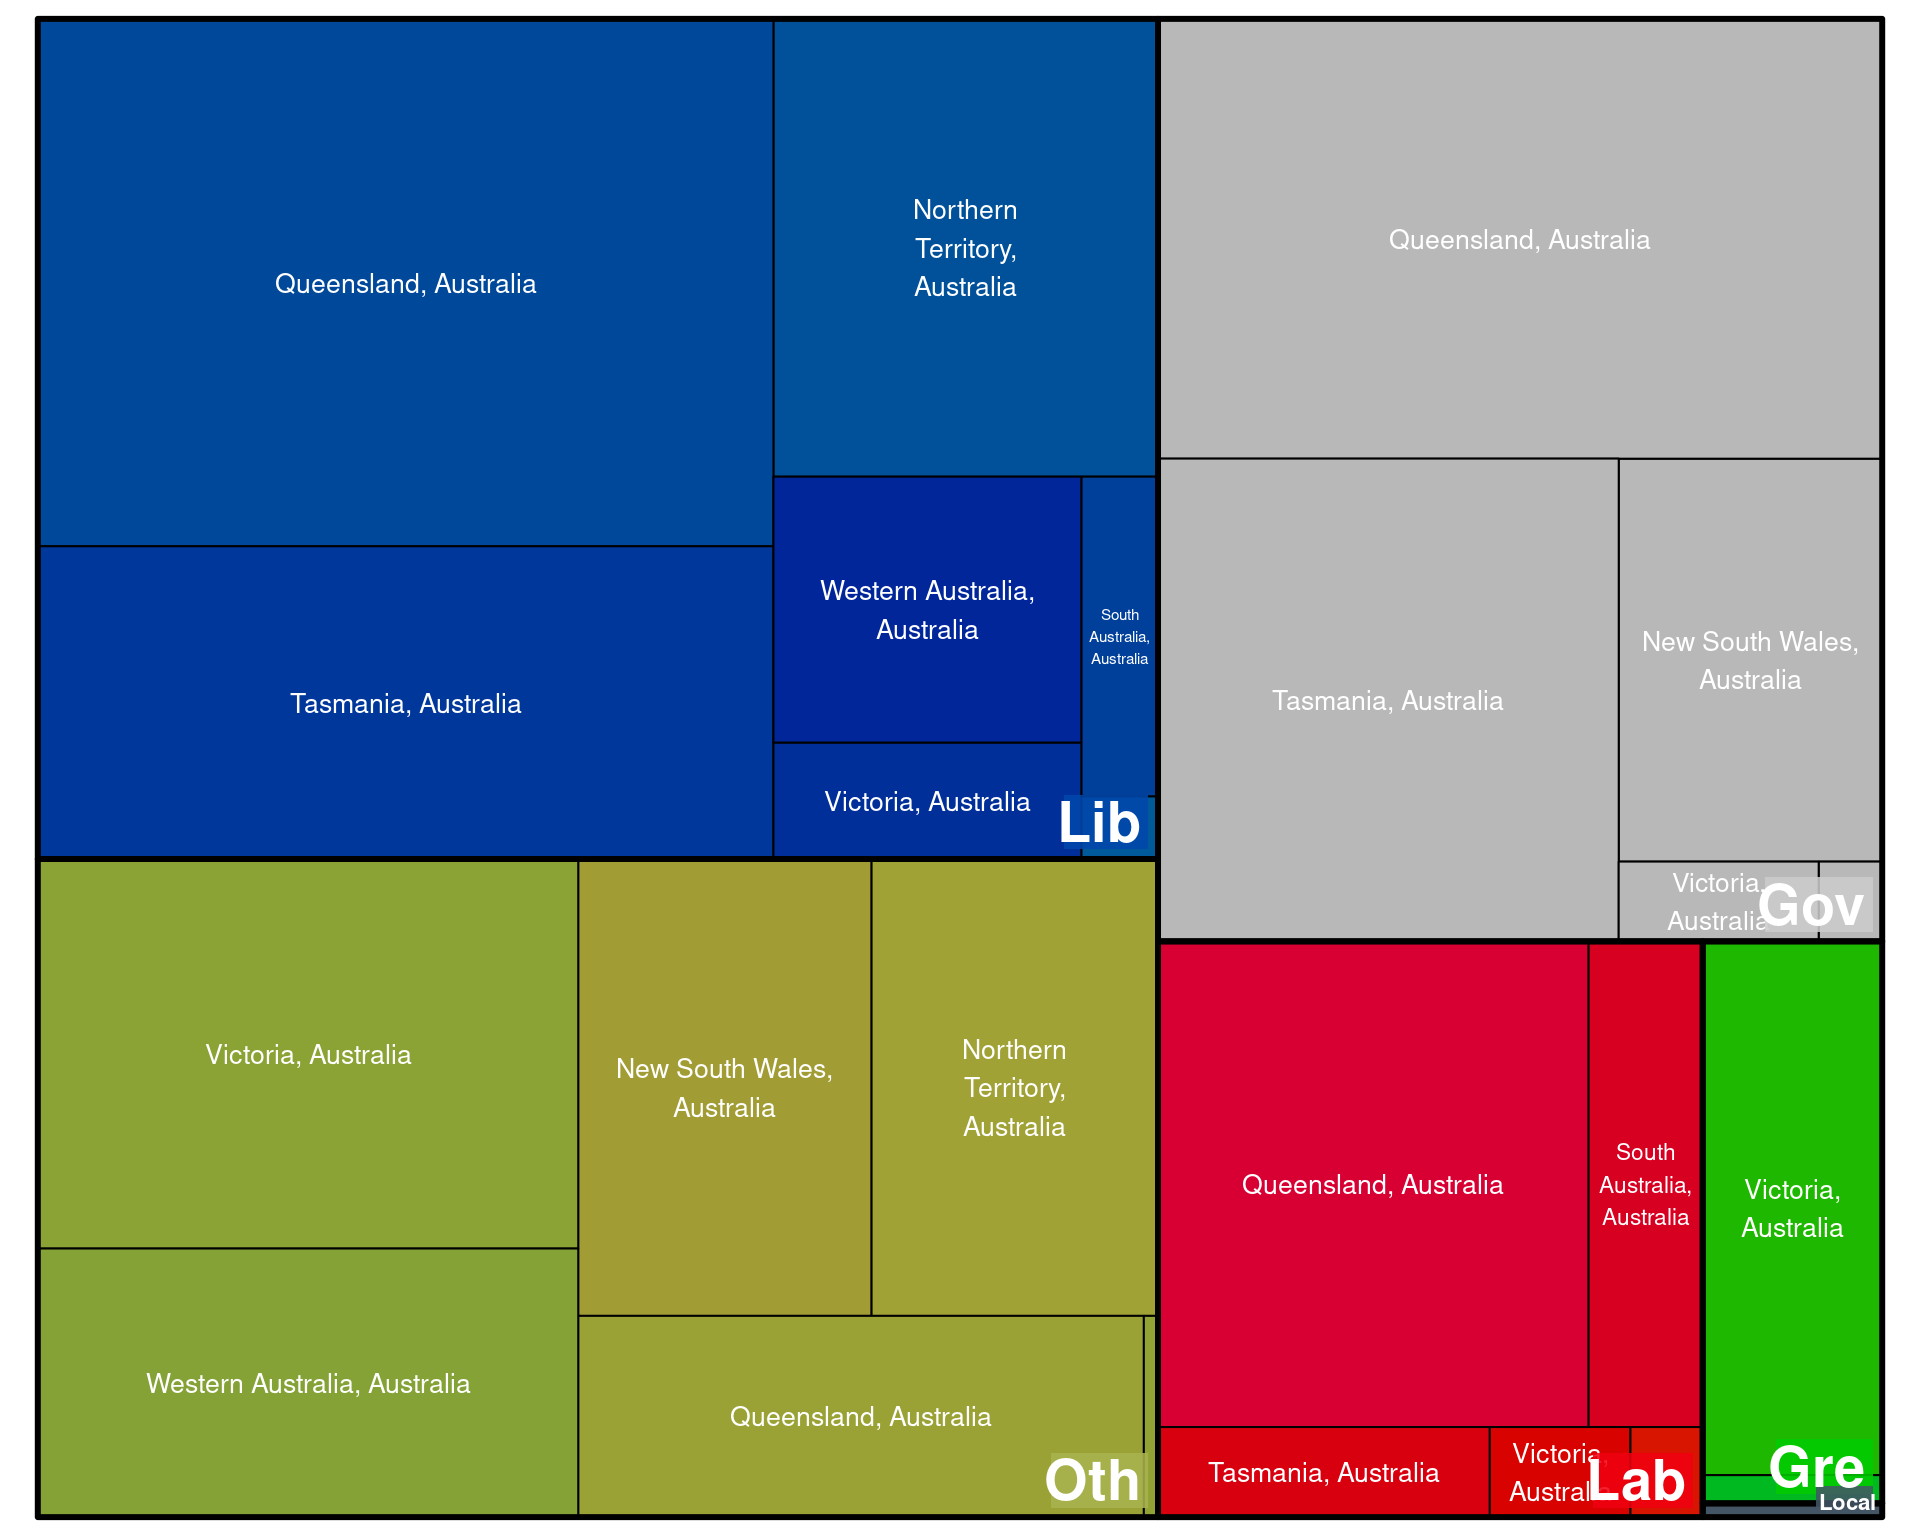 Queensland, Australia
Northern
Territory,
Australia
Tasmania, Australia
Western Australia,
Australia
South
Australia,
Australia
Victoria, Australia
Lib
Queensland, Australia
Tasmania, Australia
New South Wales,
Australia
Victoria,
Australia
Gov
Victoria, Australia
Western Australia, Australia
New South Wales,
Australia
Northern
Territory,
Australia
Queensland, Australia
Oth
Queensland, Australia
South
Australia,
Australia
Tasmania, Australia
Victoria,
Australia
Lab
Victoria,
Australia
Gre
Local